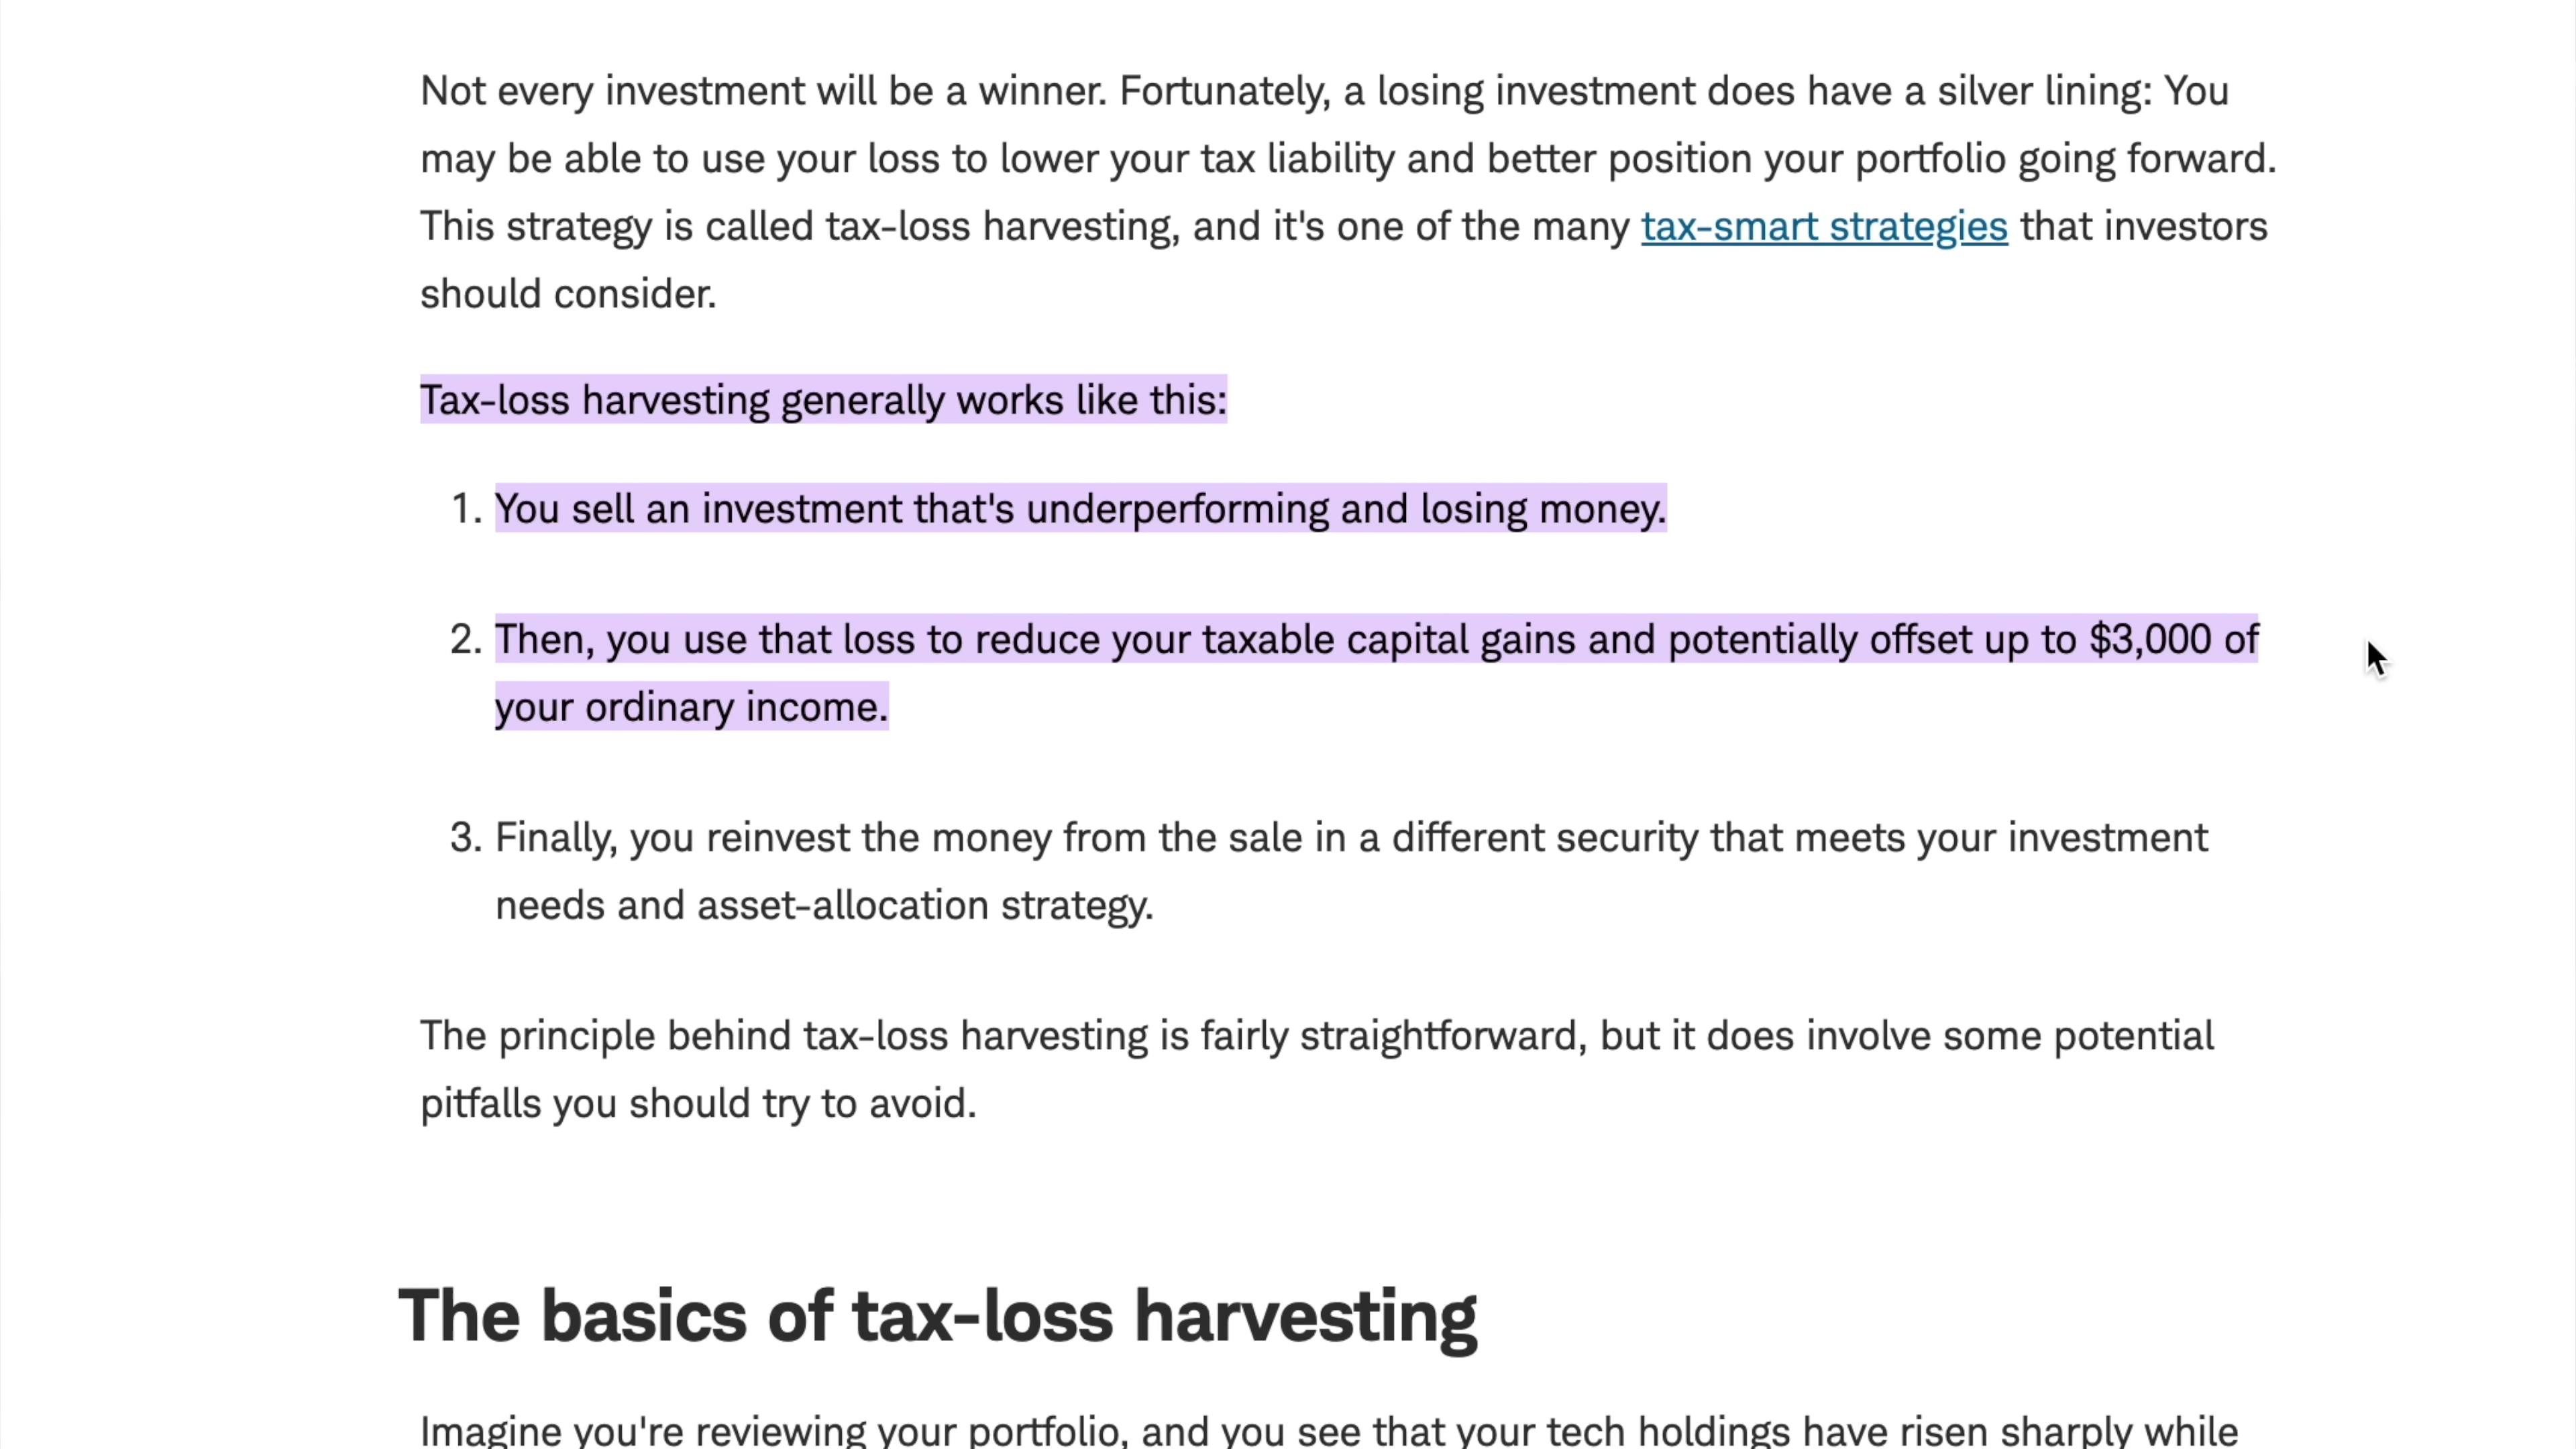 Not every investment will be a winner. Fortunately, a losing investment does have a silver lining: You
may be able to use your loss to lower your tax liability and better position your portfolio going forward.
This strategy is called tax-loss harvesting, and it's one of the many tax-smart strategies that investors
should consider.
Tax-loss harvesting generally works like this:
1. You sell an investment that's underperforming and losing money.
2. Then, you use that loss to reduce your taxable capital gains and potentially offset up to $3,000 of
your ordinary income.
3. Finally, you reinvest the money from the sale in a different security that meets your investment
needs and asset-allocation strategy.
The principle behind tax-loss harvesting is fairly straightforward, but it does involve some potential
pitfalls you should try to avoid.
The basics of tax-loss harvesting
Imagine you're reviewing your portfolio, and you see that your tech holdings have risen sharply while